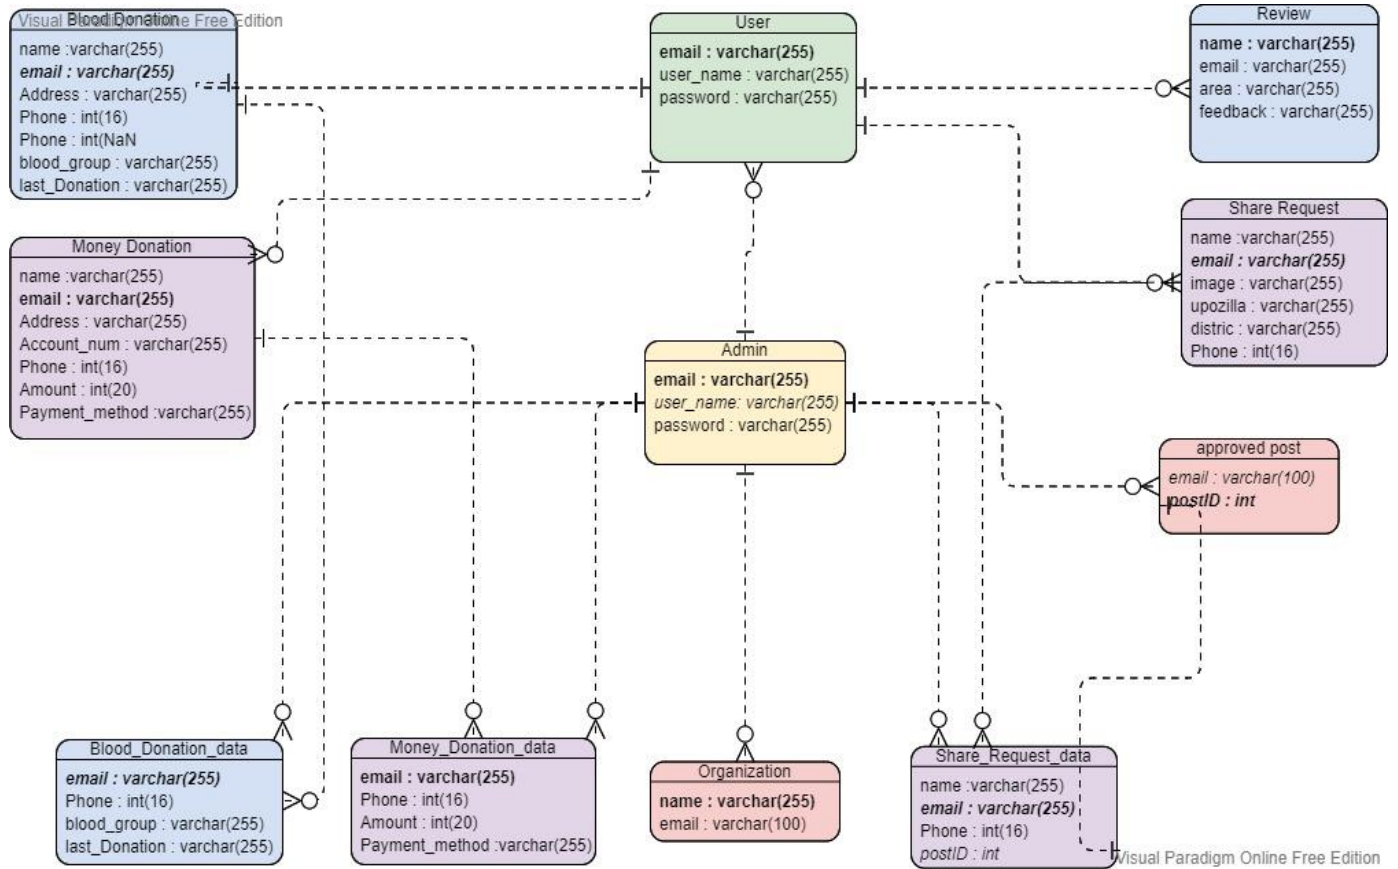 Visual Paradigm Online Free Edition
Blood Donation
name :varchar(255)
email : varchar(255)
Address : varchar(255)
Phone : int(16)
Phone : int(NaN
blood_group : varchar(255)
last_Donation : varchar(255)
User
email : varchar(255)
user_name : varchar(255)
password : varchar(255)
Review
name : varchar(255)
email : varchar(255)
area : varchar(255)
feedback : varchar(255)
Money Donation
name :varchar(255)
email : varchar(255)
Address : varchar(255)
Account_num : varchar(255)
Phone : int(16)
Amount : int(20)
Payment_method :varchar(255)
Share Request
name :varchar(255)
email : varchar(255)
image : varchar(255)
upozilla : varchar(255)
distric : varchar(255)
Phone : int(16)
Admin
email : varchar(255)
user_name: varchar(255)
password : varchar(255)
approved post
email : varchar(100)
postID : int
Blood_Donation_data
email : varchar(255)
Phone : int(16)
blood_group : varchar(255)
last_Donation : varchar(255)
Money_Donation_data
email : varchar(255)
Phone : int(16)
Amount : int(20)
Payment_method :varchar(255)
Organization
name : varchar(255)
email : varchar(100)
Share_Request_data
name :varchar(255)
email : varchar(255)
Phone : int(16)
postID : int
Visual Paradigm Online Free Edition